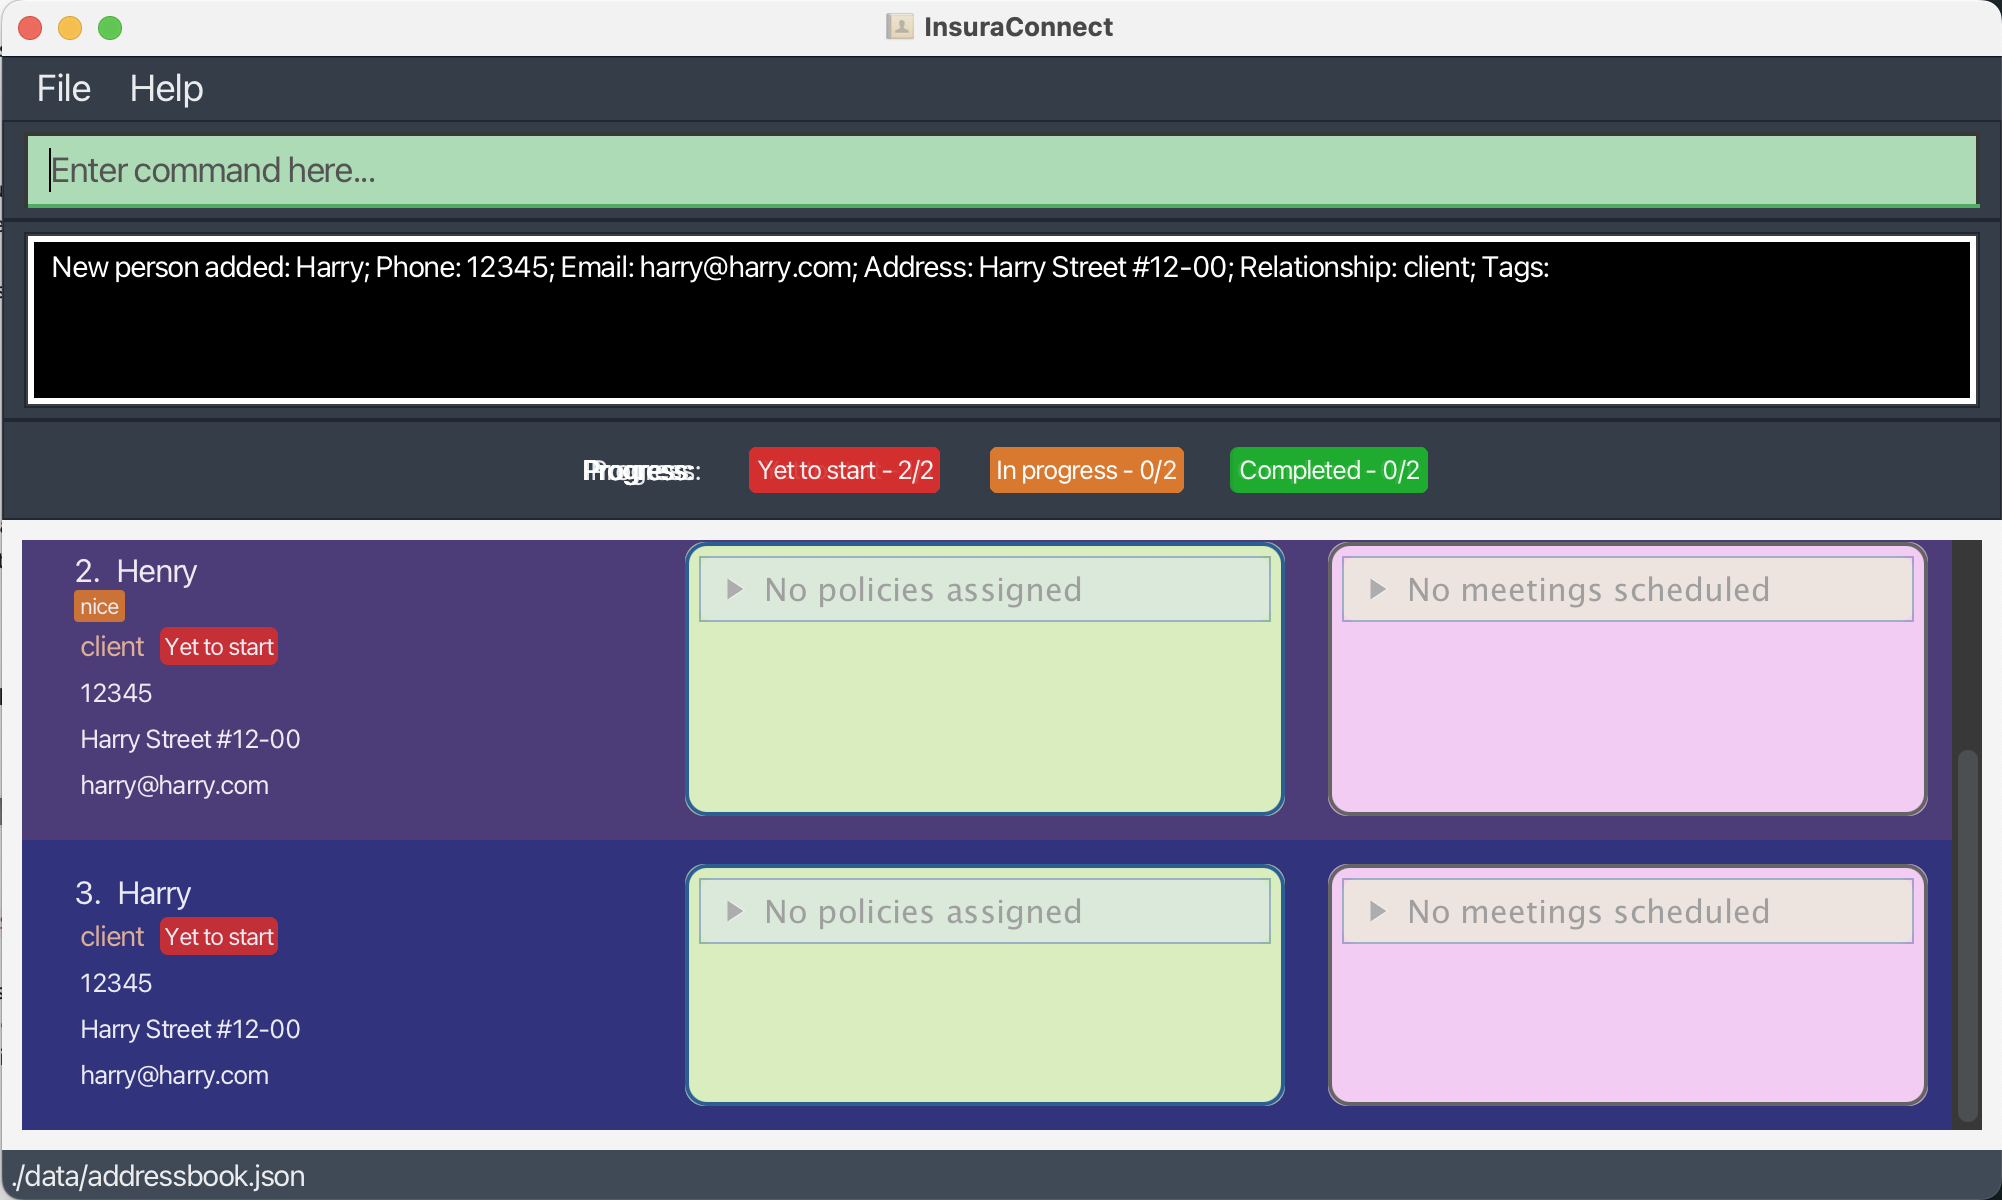 InsuraConnect
File Help
Enter command here...
New person added: Harry; Phone: 12345; Email: harry@harry.com; Address: Harry Street #12-00; Relationship: client; Tags:
Progress: Yet to start - 2/2 In progress - 0/2 Completed - 0/2
2. Henry
nice
client Yet to start
12345
Harry Street #12-00
harry@harry.com
No policies assigned
No meetings scheduled
3. Harry
client Yet to start
12345
Harry Street #12-00
harry@harry.com
No policies assigned
No meetings scheduled
./data/addressbook.json